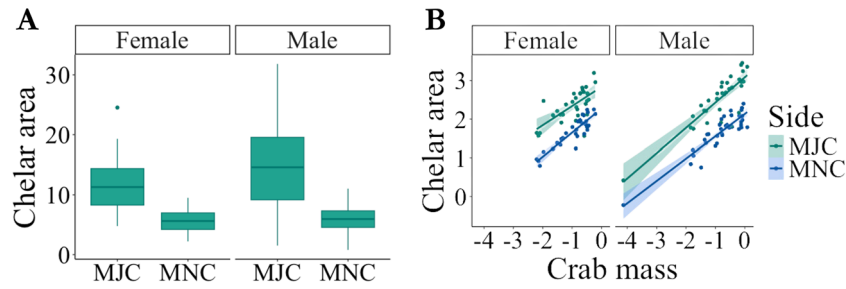 A
Female Male
Chelar area
30
20
10
0
MJC MNC MJC MNC
B
Female Male
Chelar area
3
2
1
0
-4 -3 -2 -1 0 -4 -3 -2 -1 0
Crab mass
Side
MJC
MNC